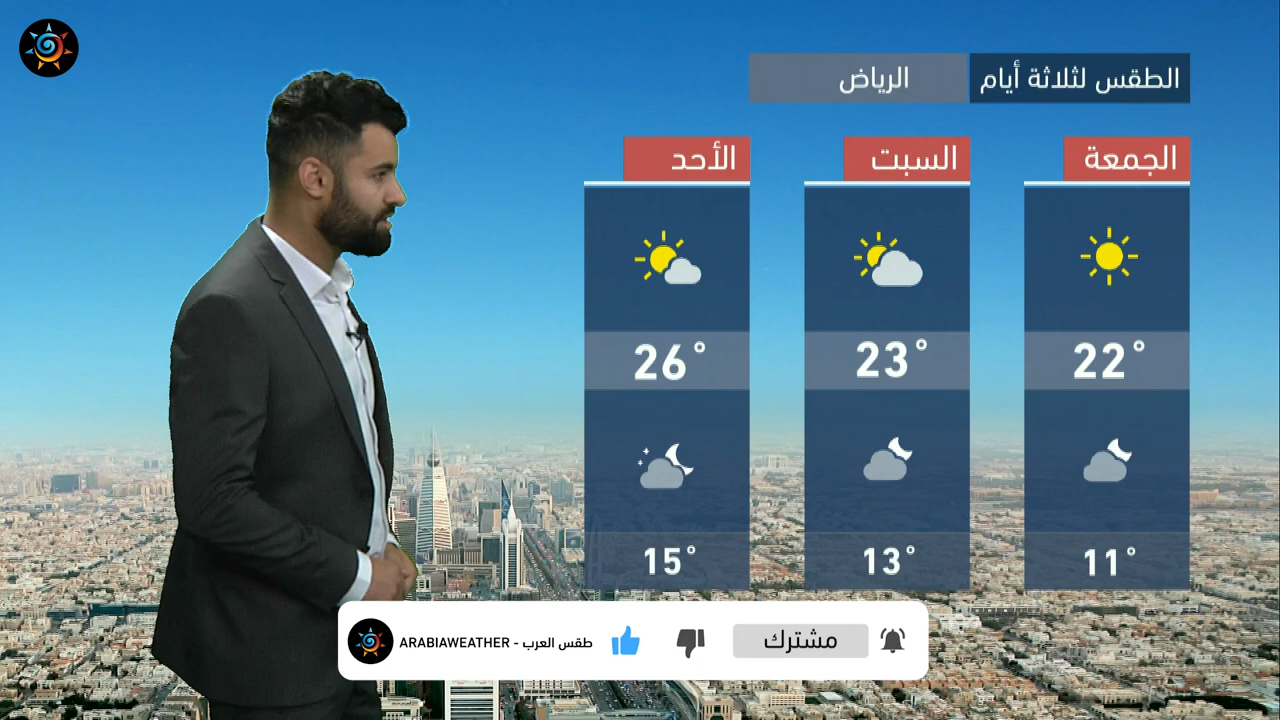 الطقس لثلاثة أيام
الرياض
الجمعة
السبت
الأحد
22°
23°
26°
11°
13°
15°
طقس العرب - ARABIAWEATHER
مشترك